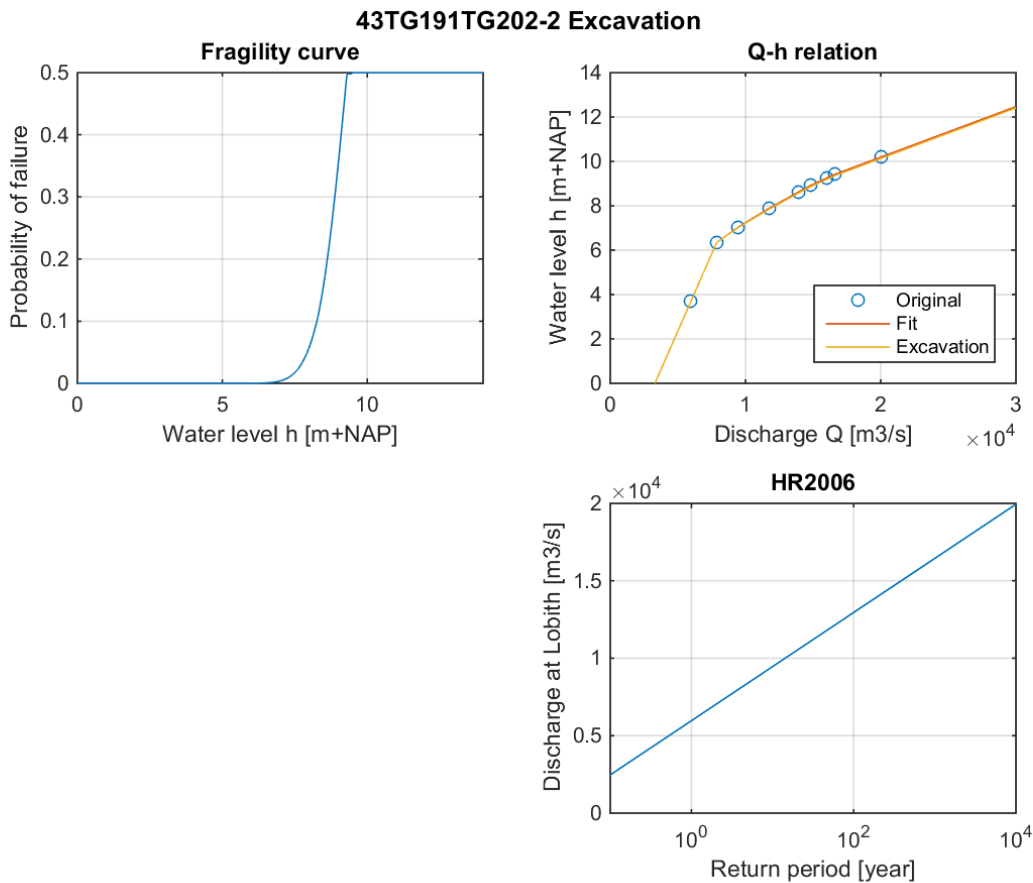 43TG191TG202-2 Excavation
Fragility curve
0.5
0.4
0.3
0.2
0.1
0
Probability of failure
0 5 10
Water level h [m+NAP]
Q-h relation
14
12
10
8
6
4
2
0
Water level h [m+NAP]
Original
Fit
Excavation
0 1 2 3
Discharge Q [m3/s]
×10^4
HR2006
×10^4
2
1.5
1
0.5
0
Discharge at Lobith [m3/s]
10^0 10^2 10^4
Return period [year]